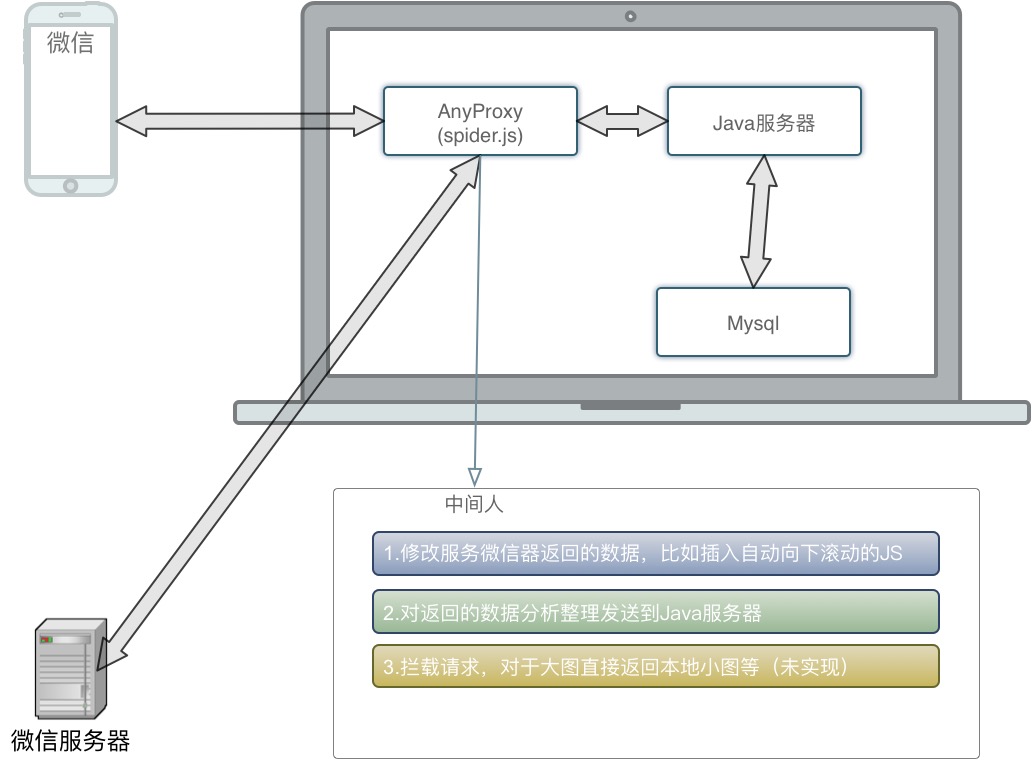 微信
AnyProxy
(spider.js)
Java服务器
Mysql
中间人
1.修改服务微信器返回的数据，比如插入自动向下滚动的JS
2.对返回的数据分析整理发送到Java服务器
3.拦载请求，对于大图直接返回本地小图等（未实现）
微信服务器